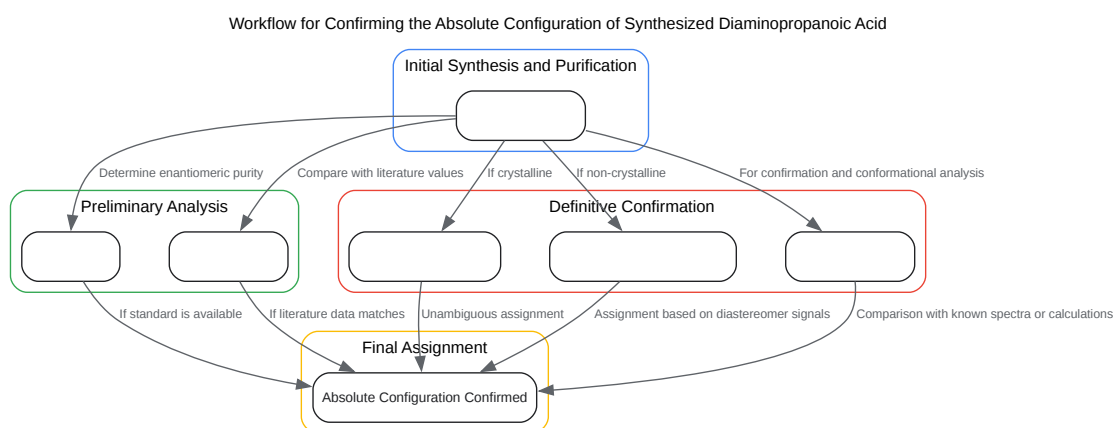 Workflow for Confirming the Absolute Configuration of Synthesized Diaminopropanoic Acid
Initial Synthesis and Purification
Determine enantiomeric purity
Compare with literature values
If crystalline
If non-crystalline
For confirmation and conformational analysis
Preliminary Analysis
Definitive Confirmation
If standard is available
If literature data matches
Unambiguous assignment
Assignment based on diastereomer signals
Comparison with known spectra or calculations
Final Assignment
Absolute Configuration Confirmed